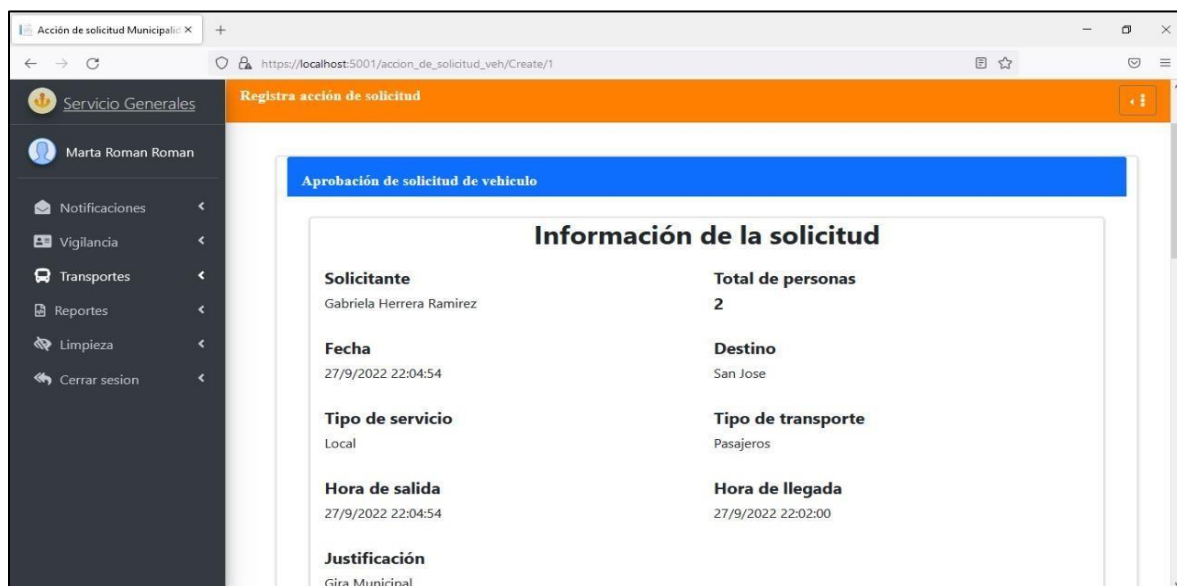 Acción de solicitud Municipalid
https://localhost:5001/accion_de_solicitud_veh/Create/1
Servicio Generales
Registra acción de solicitud
Marta Roman Roman
Notificaciones
Vigilancia
Transportes
Reportes
Limpieza
Cerrar sesion
Aprobación de solicitud de vehiculo
Información de la solicitud
Solicitante
Gabriela Herrera Ramirez
Total de personas
2
Fecha
27/9/2022 22:04:54
Destino
San Jose
Tipo de servicio
Local
Tipo de transporte
Pasajeros
Hora de salida
27/9/2022 22:04:54
Hora de llegada
27/9/2022 22:02:00
Justificación
Gira Municipal